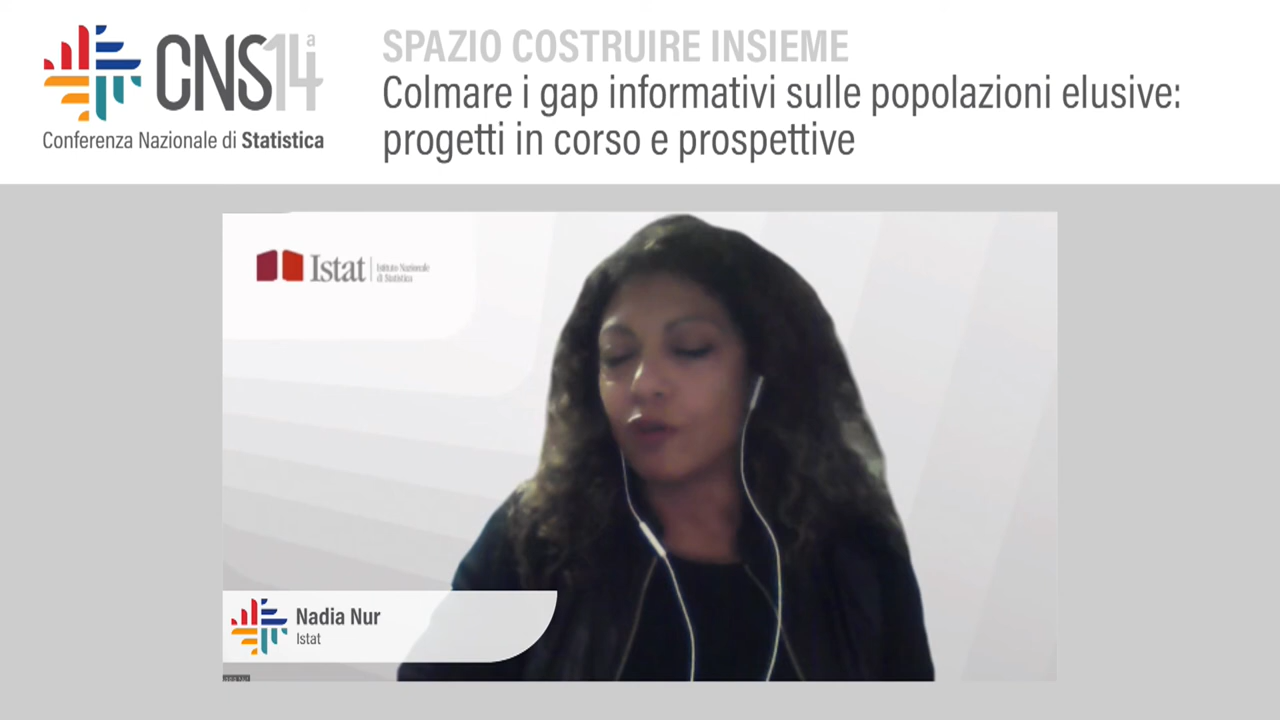 CNS14a
Conferenza Nazionale di Statistica
SPAZIO COSTRUIRE INSIEME
Colmare i gap informativi sulle popolazioni elusive:
progetti in corso e prospettive
Istat
Istituto Nazionale
di Statistica
Nadia Nur
Istat